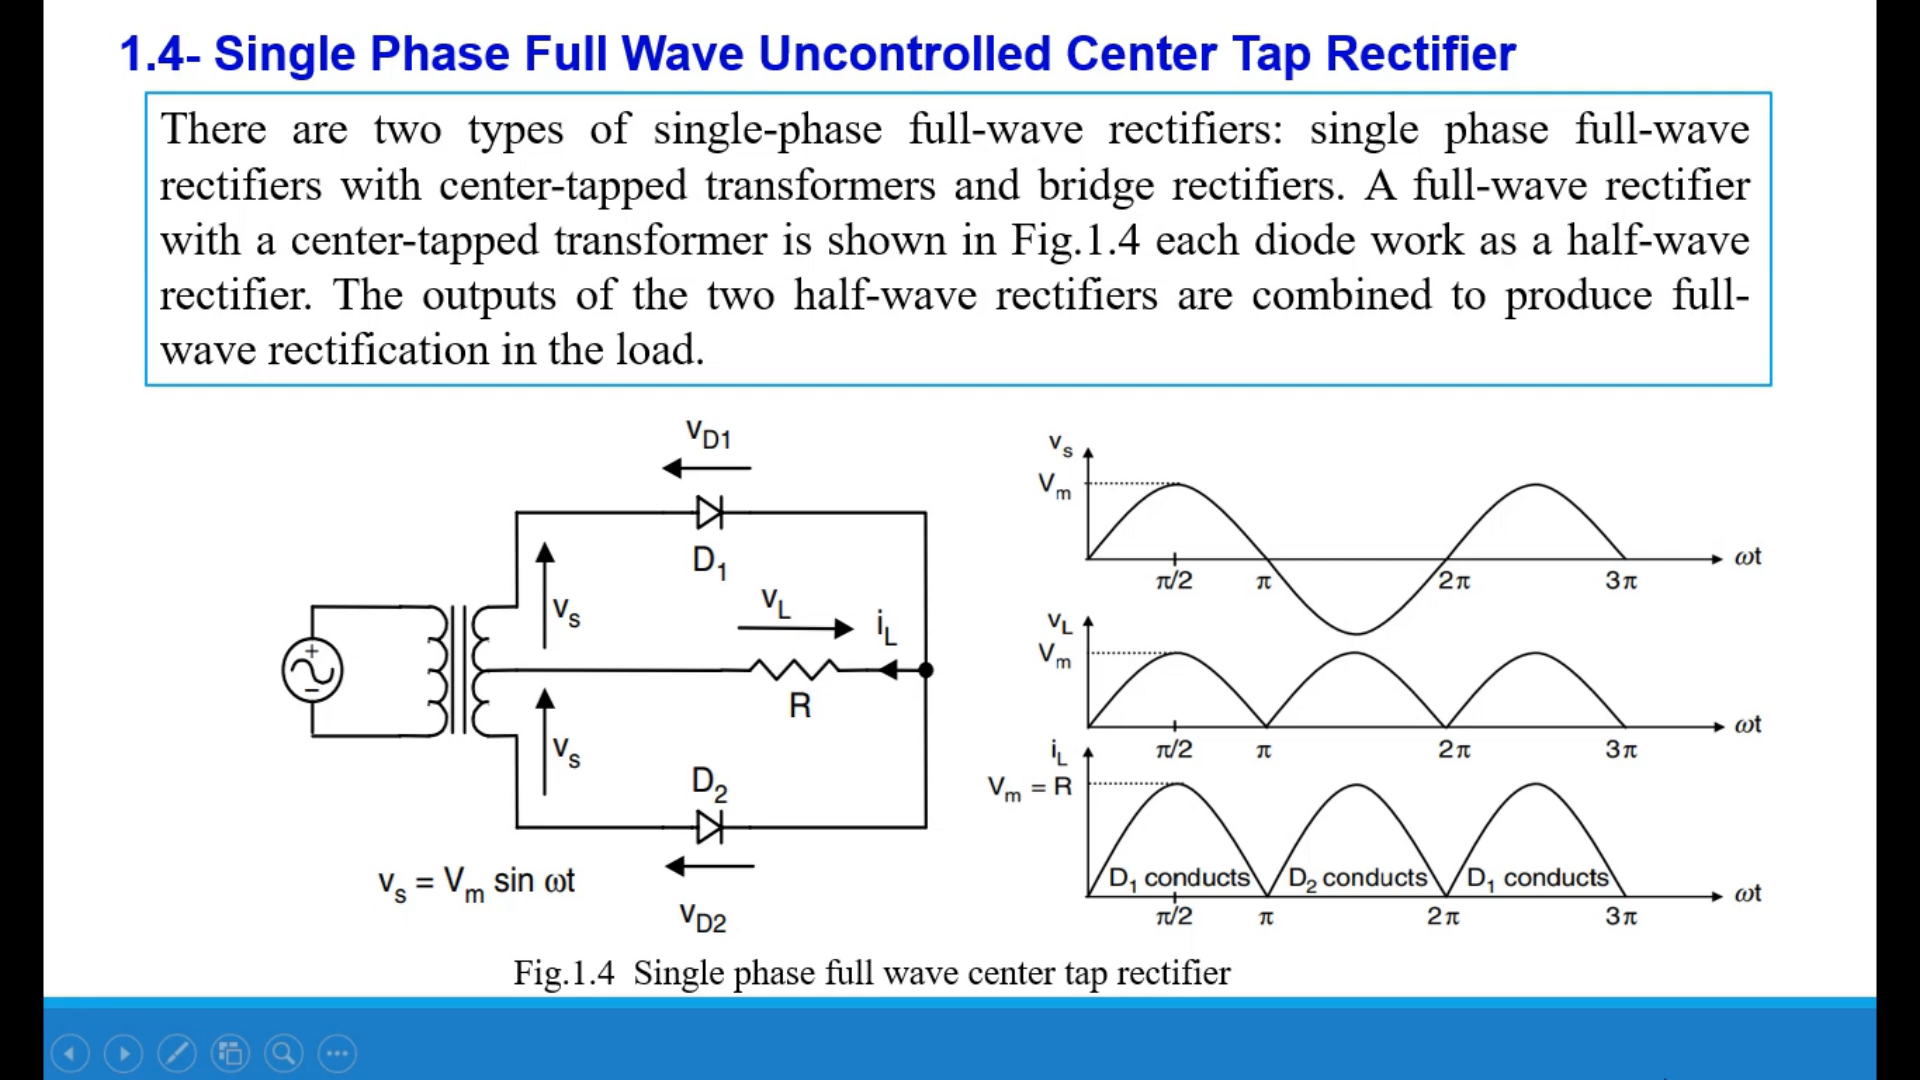 1.4- Single Phase Full Wave Uncontrolled Center Tap Rectifier
There are two types of single-phase full-wave rectifiers: single phase full-wave
rectifiers with center-tapped transformers and bridge rectifiers. A full-wave rectifier
with a center-tapped transformer is shown in Fig.1.4 each diode work as a half-wave
rectifier. The outputs of the two half-wave rectifiers are combined to produce full-
wave rectification in the load.
vD1
D1
vs
vL
iL
+
−
R
vs
D2
vs = Vm sin ωt
vD2
vs
Vm
ωt
π/2 π 2π 3π
vL
Vm
ωt
π/2 π 2π 3π
iL
Vm = R
D1 conducts D2 conducts D1 conducts
ωt
π/2 π 2π 3π
Fig.1.4 Single phase full wave center tap rectifier